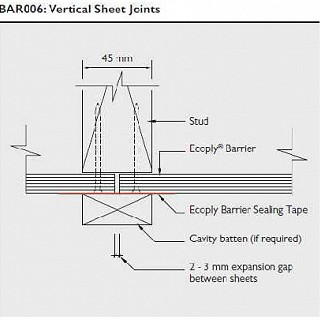 BAR006: Vertical Sheet Joints
45 mm
Stud
Ecoply® Barrier
Ecoply Barrier Sealing Tape
Cavity batten (if required)
2 - 3 mm expansion gap
between sheets